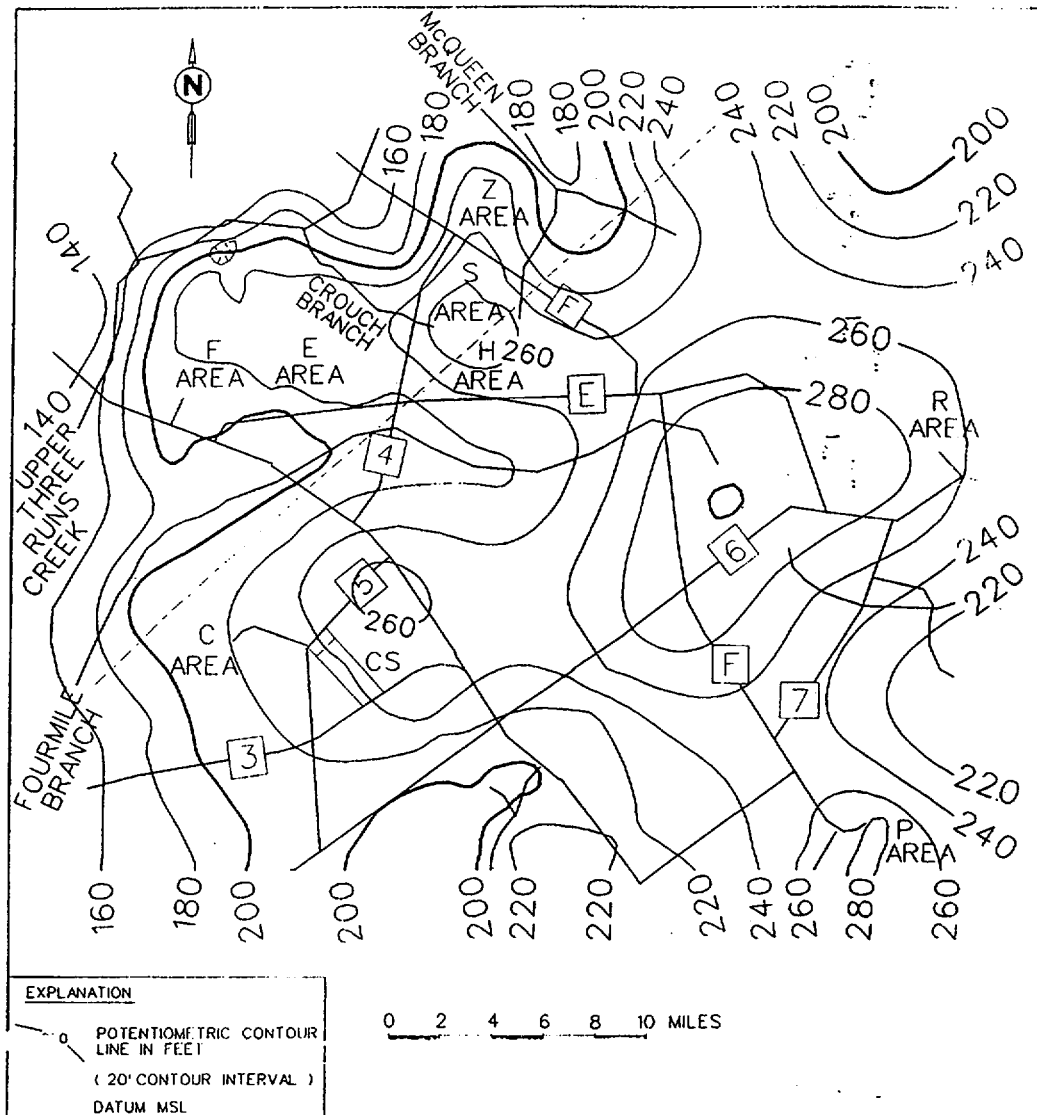 N
McQUEEN
BRANCH
160
180
180
180
200
220
240
240
220
200
200
220
240
140
Z
AREA
S
AREA
F
CROUCH
BRANCH
F
AREA
E
AREA
H
AREA
260
E
260
280
R
AREA
140
UPPER
THREE
RUNS
CREEK
4
5
6
240
220
260
C
AREA
CS
F
7
FOURMILE
BRANCH
3
220
240
P
AREA
160
180
200
200
200
220
220
220
240
260
280
260
EXPLANATION
POTENTIOMETRIC CONTOUR
LINE IN FEET
( 20' CONTOUR INTERVAL )
DATUM MSL
0 2 4 6 8 10 MILES